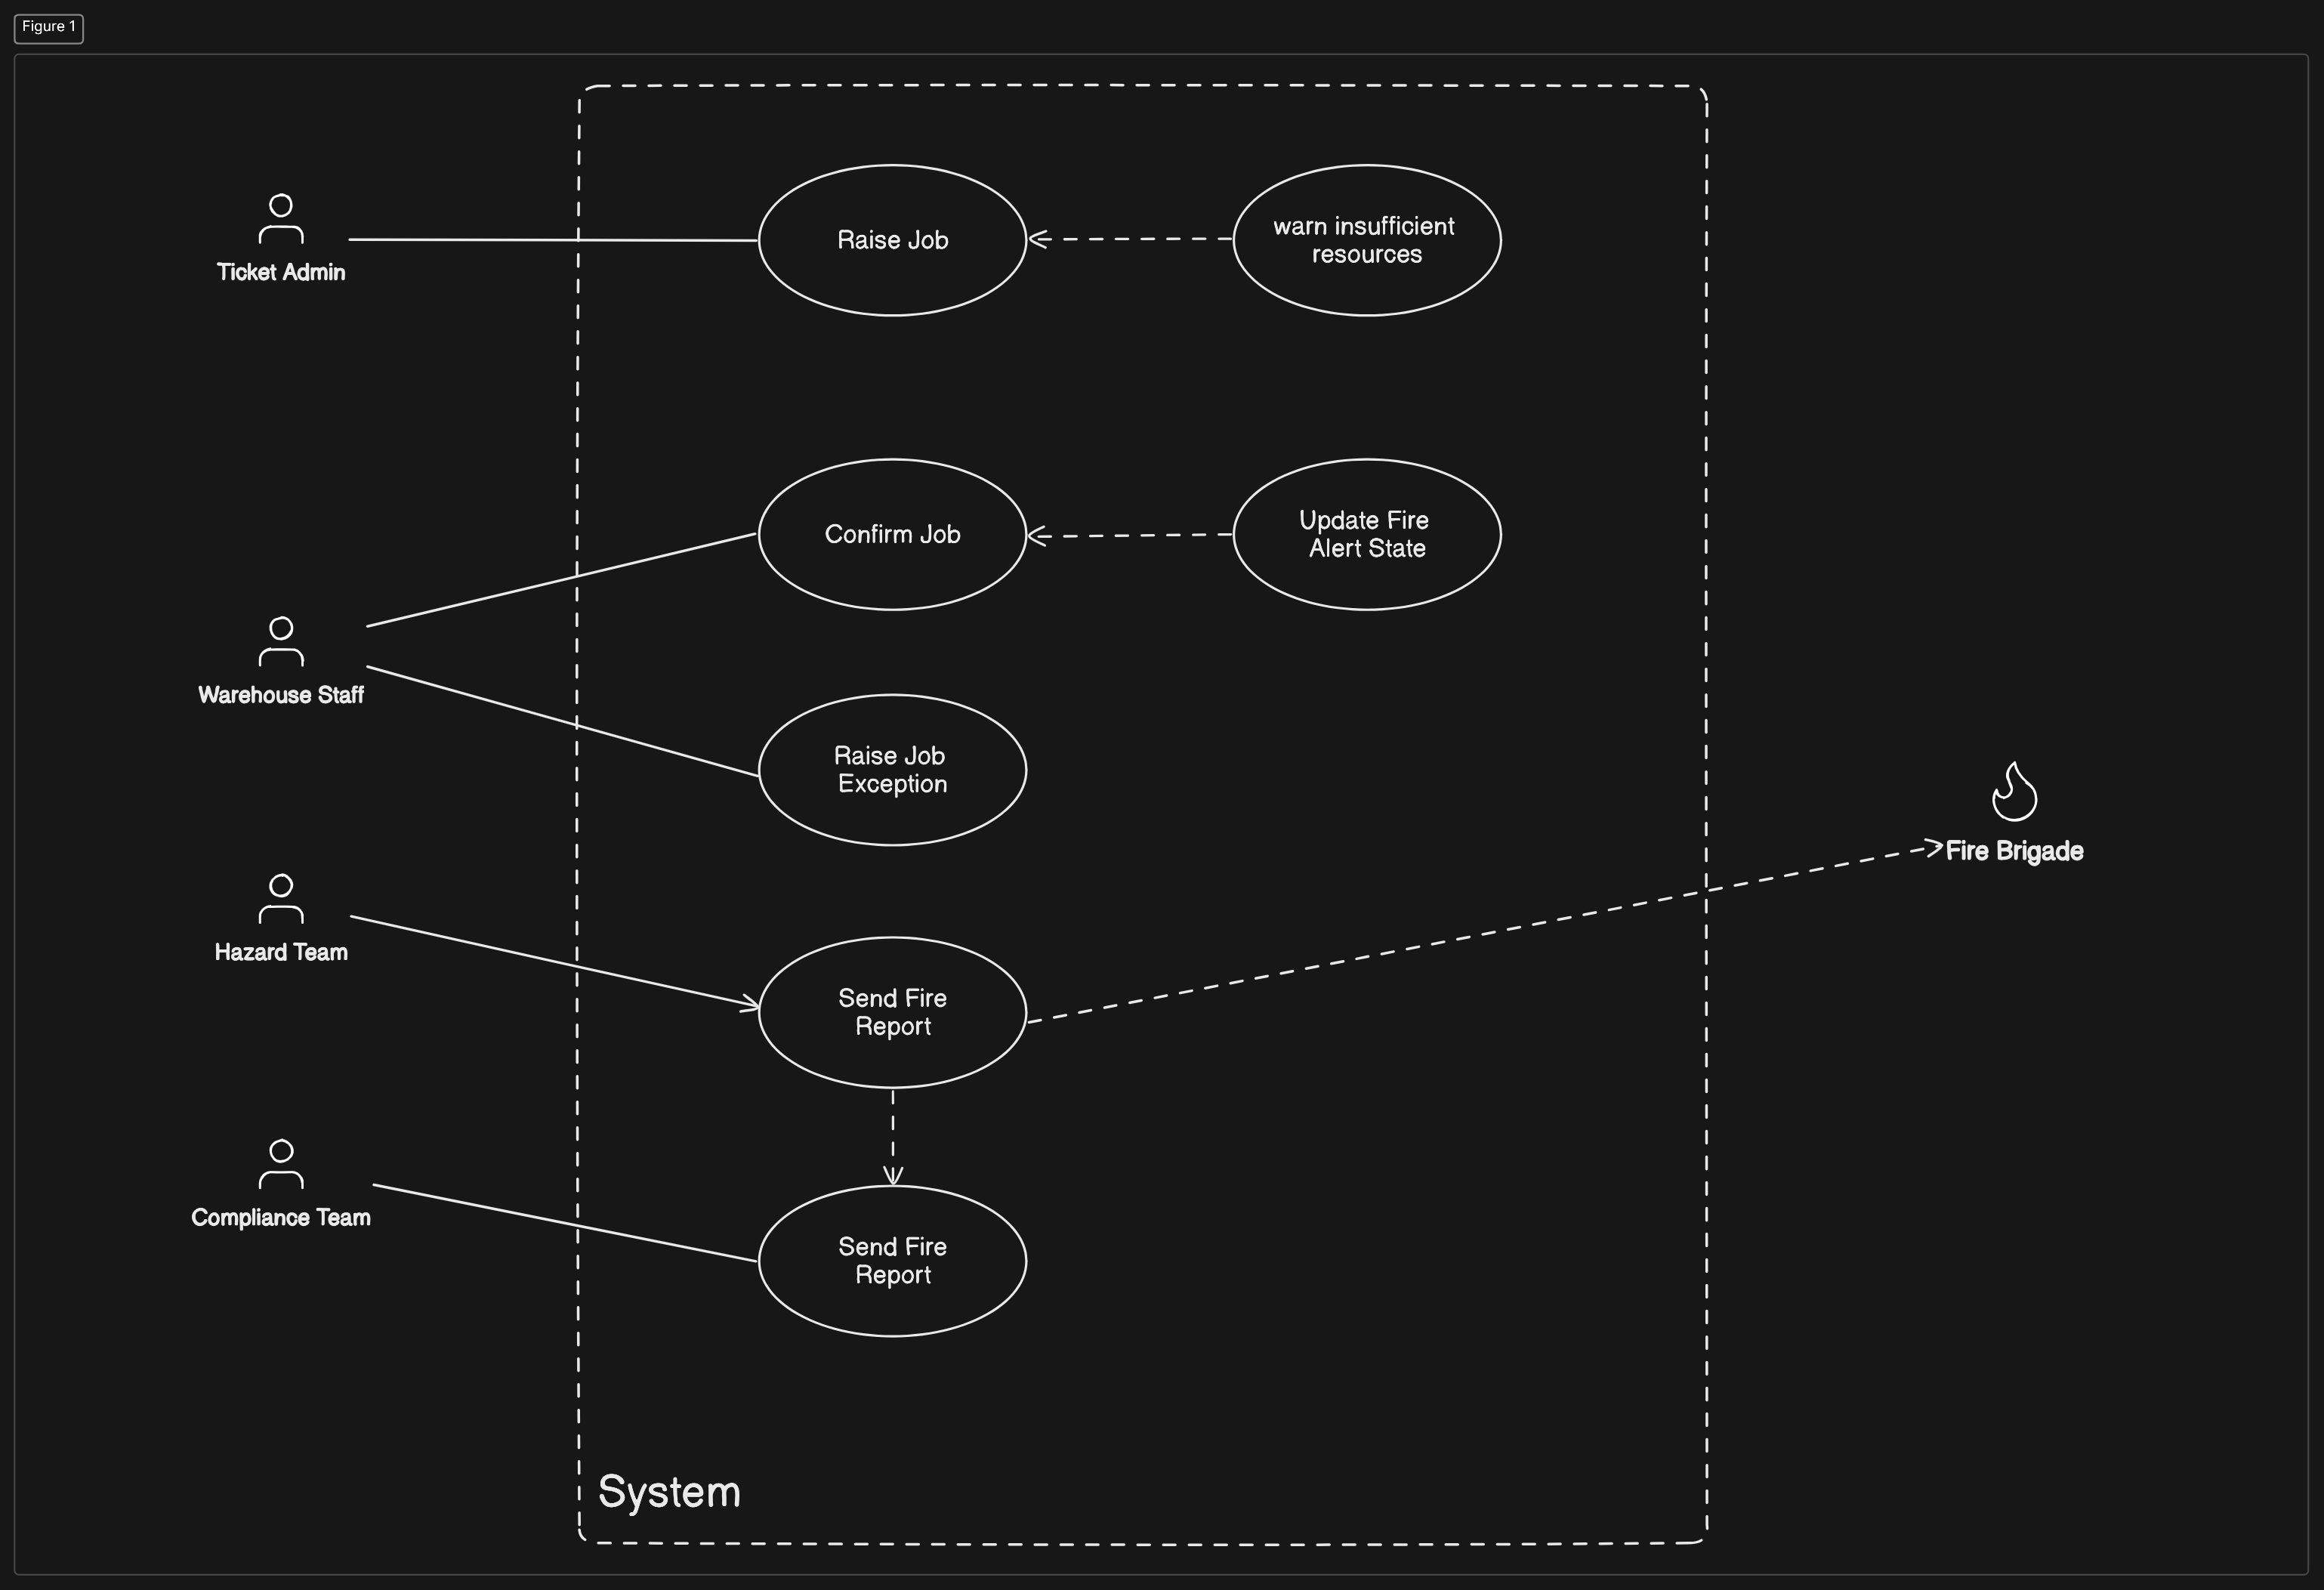 Figure 1
Ticket Admin
Raise Job
warn insufficient
resources
Confirm Job
Update Fire
Alert State
Warehouse Staff
Raise Job
Exception
Fire Brigade
Hazard Team
Send Fire
Report
Compliance Team
Send Fire
Report
System